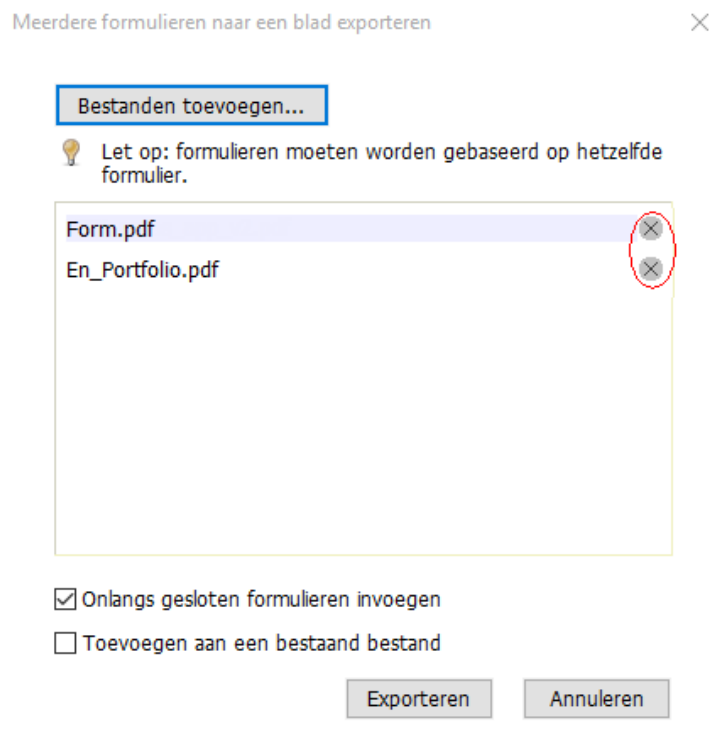 Meerdere formulieren naar een blad exporteren
Bestanden toevoegen...
Let op: formulieren moeten worden gebaseerd op hetzelfde
formulier.
Form.pdf
En_Portfolio.pdf
Onlangs gesloten formulieren invoegen
Toevoegen aan een bestaand bestand
Exporteren
Annuleren